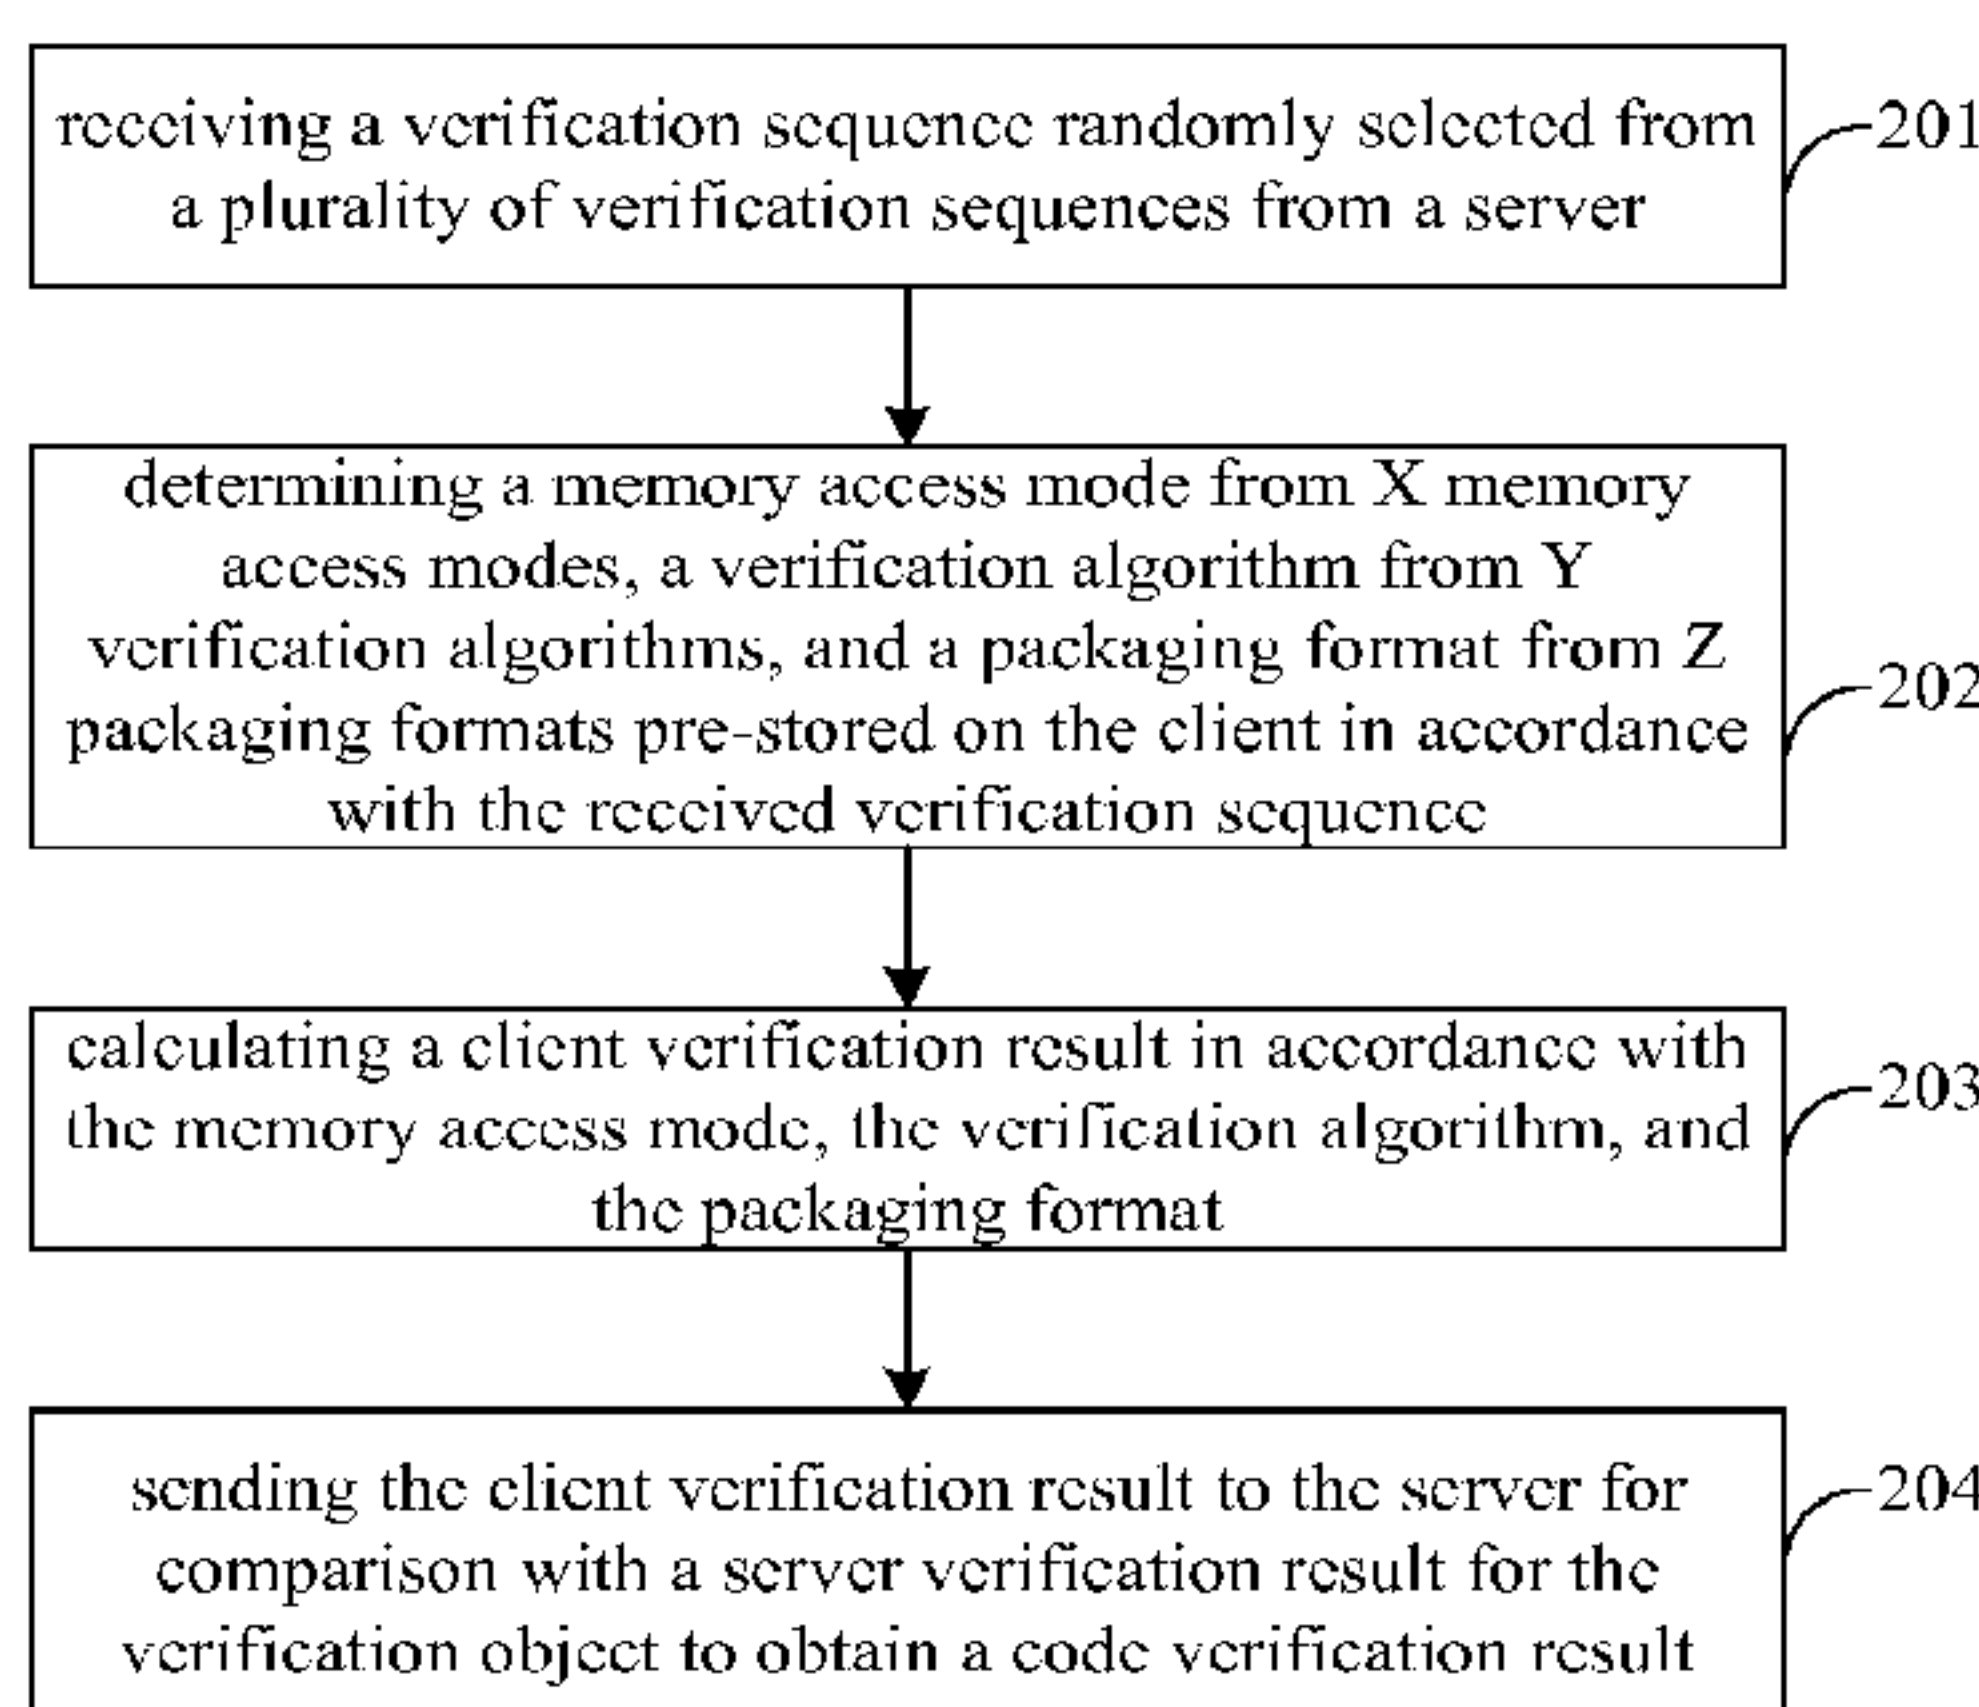 receiving a verification sequence randomly selected from
a plurality of verification sequences from a server
201
determining a memory access mode from X memory
access modes, a verification algorithm from Y
verification algorithms, and a packaging format from Z
packaging formats pre-stored on the client in accordance
with the received verification sequence
202
calculating a client verification result in accordance with
the memory access mode, the verification algorithm, and
the packaging format
203
sending the client verification result to the server for
comparison with a server verification result for the
verification object to obtain a code verification result
204